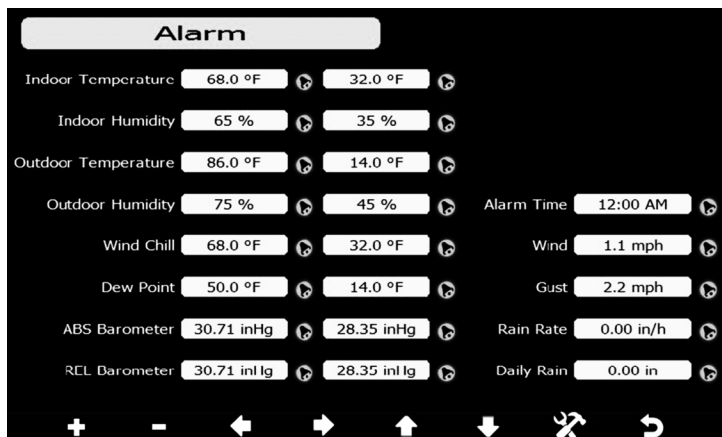 Alarm
Indoor Temperature 68.0 °F 32.0 °F
Indoor Humidity 65 % 35 %
Outdoor Temperature 86.0 °F 14.0 °F
Outdoor Humidity 75 % 45 % Alarm Time 12:00 AM
Wind Chill 68.0 °F 32.0 °F Wind 1.1 mph
Dew Point 50.0 °F 14.0 °F Gust 2.2 mph
ABS Barometer 30.71 inHg 28.35 inHg Rain Rate 0.00 in/h
REL Barometer 30.71 inHg 28.35 inHg Daily Rain 0.00 in